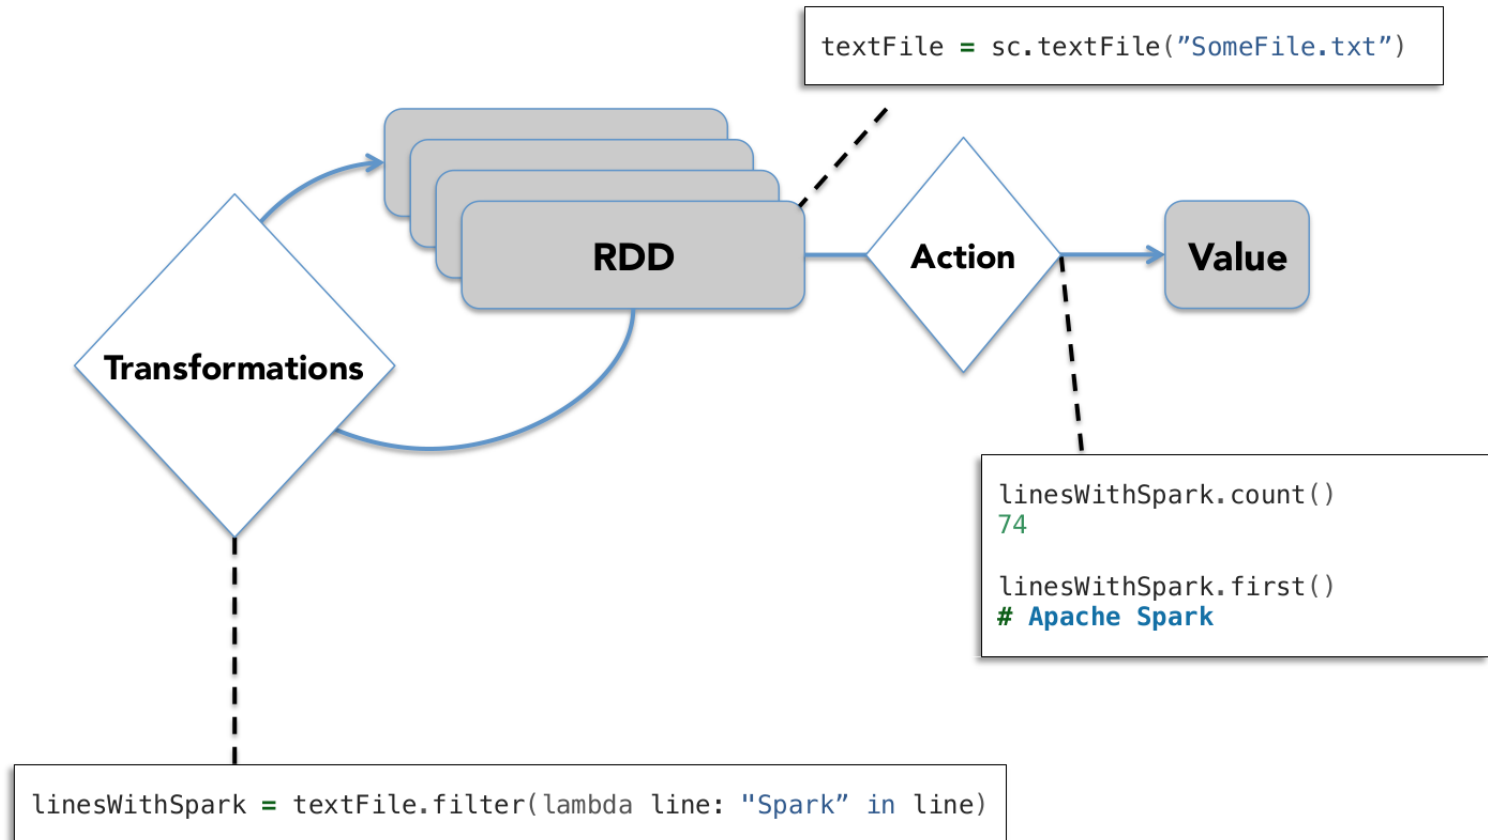 textFile = sc.textFile(”SomeFile.txt”)
RDD
Action
Value
Transformations
linesWithSpark.count()
74
linesWithSpark.first()
# Apache Spark
linesWithSpark = textFile.filter(lambda line: "Spark” in line)